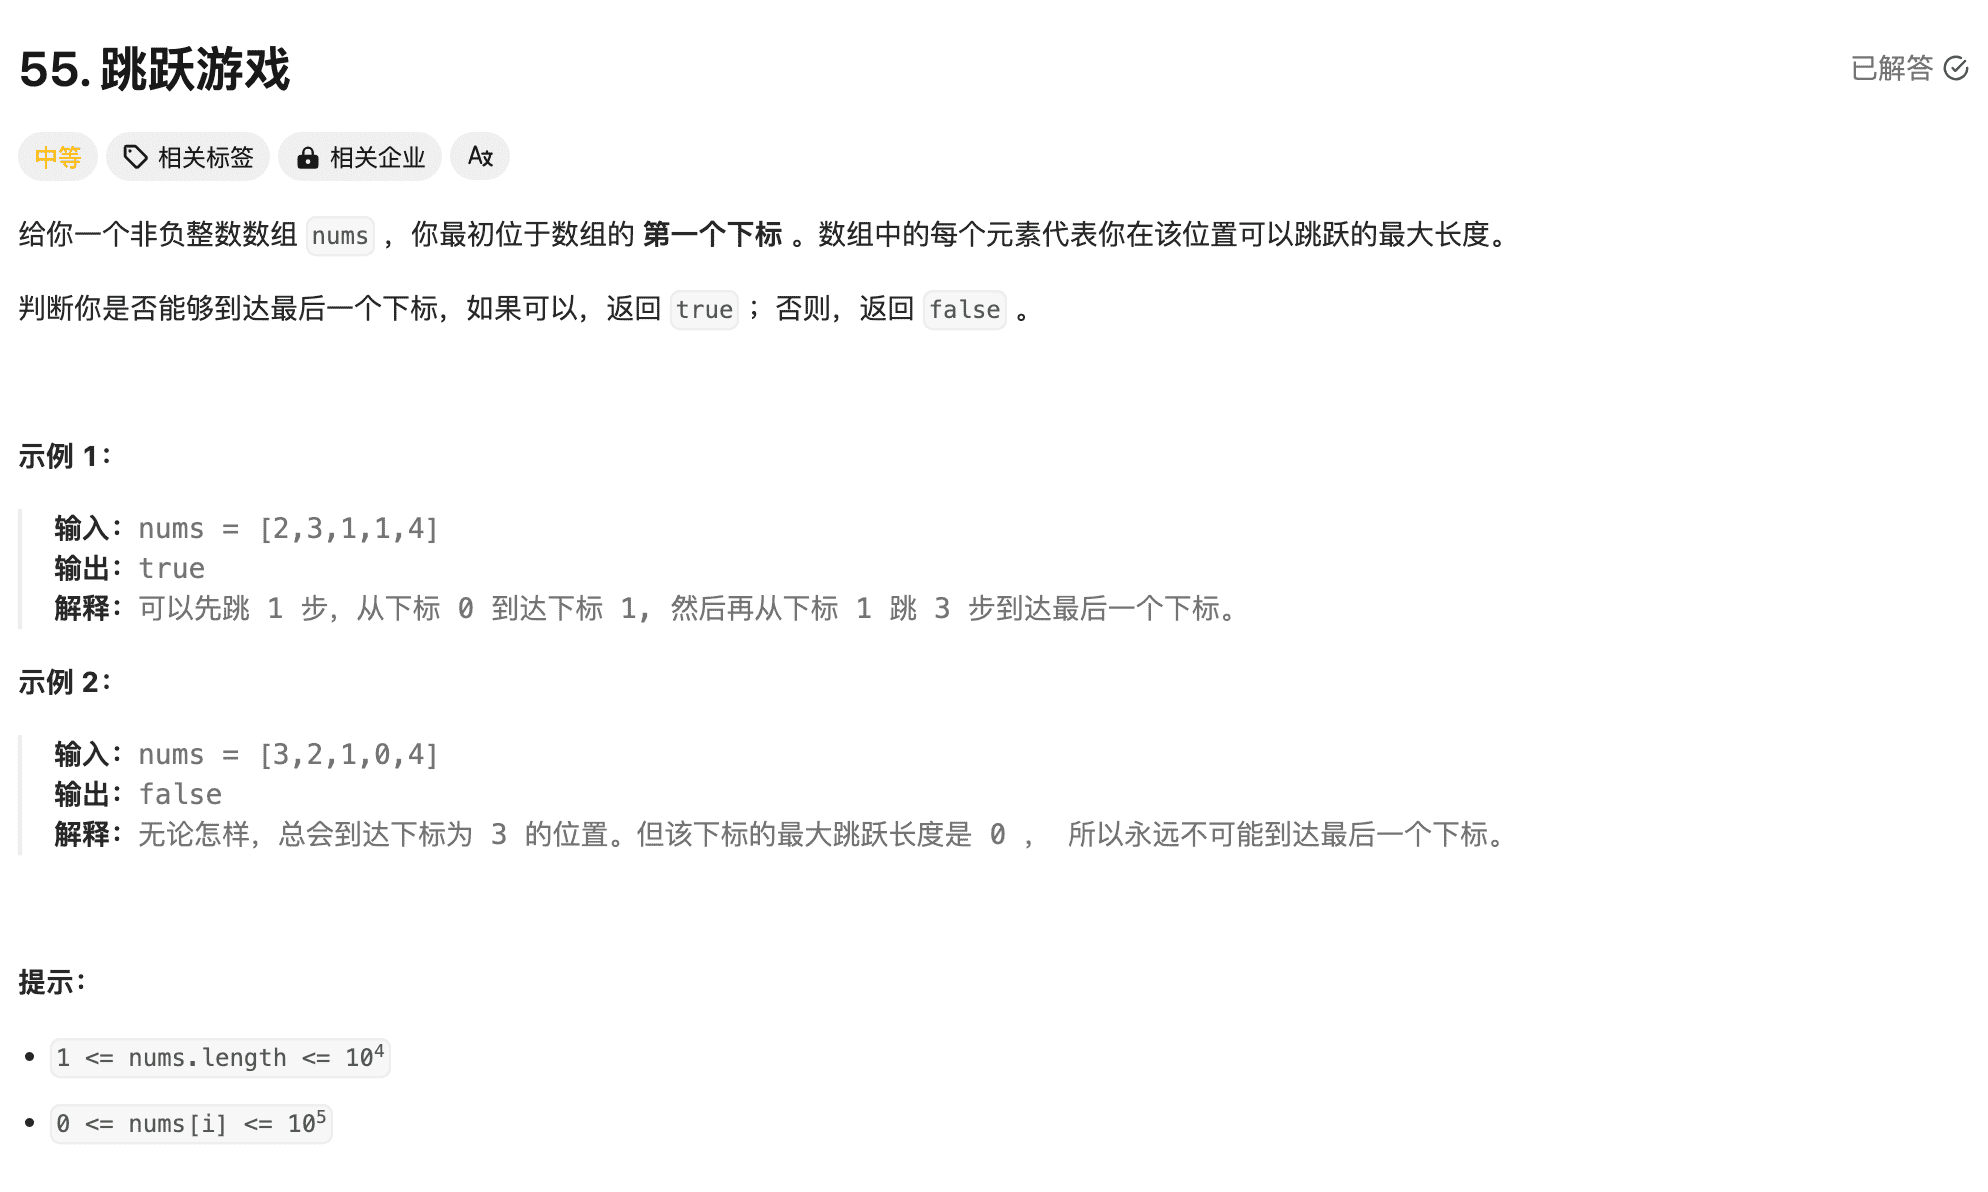 55. 跳跃游戏
已解答
中等 相关标签 相关企业 A文
给你一个非负整数数组 nums ，你最初位于数组的 第一个下标 。数组中的每个元素代表你在该位置可以跳跃的最大长度。
判断你是否能够到达最后一个下标，如果可以，返回 true ；否则，返回 false 。
示例 1：
输入：nums = [2,3,1,1,4]
输出：true
解释：可以先跳 1 步，从下标 0 到达下标 1, 然后再从下标 1 跳 3 步到达最后一个下标。
示例 2：
输入：nums = [3,2,1,0,4]
输出：false
解释：无论怎样，总会到达下标为 3 的位置。但该下标的最大跳跃长度是 0 ， 所以永远不可能到达最后一个下标。
提示：
• 1 <= nums.length <= 10⁴
• 0 <= nums[i] <= 10⁵